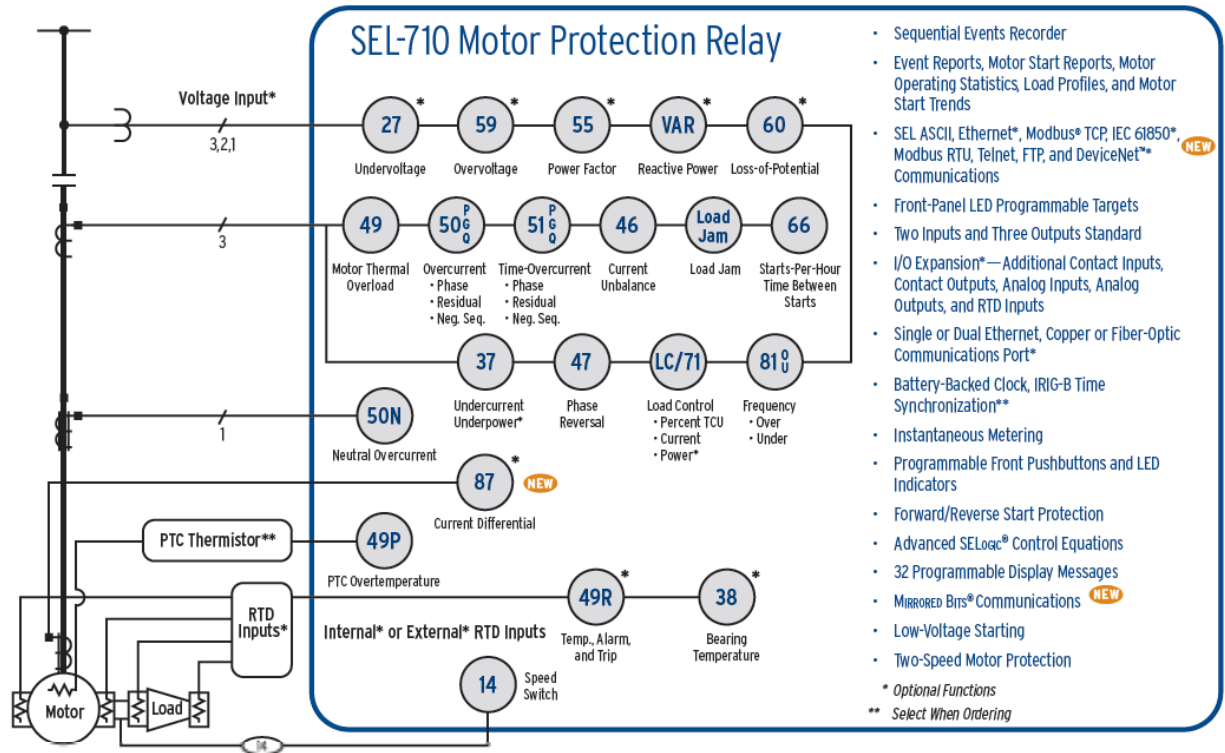 SEL-710 Motor Protection Relay
Voltage Input*
3,2,1
27
*
Undervoltage
59
*
Overvoltage
55
*
Power Factor
VAR
*
Reactive Power
60
*
Loss-of-Potential
3
49
Motor Thermal
Overload
50 P G Q
Overcurrent
· Phase
· Residual
· Neg. Seq.
51 P G Q
Time-Overcurrent
· Phase
· Residual
· Neg. Seq.
46
Current
Unbalance
Load
Jam
Load Jam
66
Starts-Per-Hour
Time Between
Starts
37
Undercurrent
Underpower*
47
Phase
Reversal
LC/71
Load Control
· Percent TCU
· Current
· Power*
81 O U
Frequency
· Over
· Under
1
50N
Neutral Overcurrent
87
*
NEW
Current Differential
PTC Thermistor**
49P
PTC Overtemperature
RTD
Inputs*
Internal* or External* RTD Inputs
49R
*
Temp., Alarm,
and Trip
38
*
Bearing
Temperature
14
Speed
Switch
Motor
Load
14
· Sequential Events Recorder
· Event Reports, Motor Start Reports, Motor
Operating Statistics, Load Profiles, and Motor
Start Trends
· SEL ASCII, Ethernet*, Modbus® TCP, IEC 61850*,
Modbus RTU, Telnet, FTP, and DeviceNet™*
Communications
NEW
· Front-Panel LED Programmable Targets
· Two Inputs and Three Outputs Standard
· I/O Expansion*—Additional Contact Inputs,
Contact Outputs, Analog Inputs, Analog
Outputs, and RTD Inputs
· Single or Dual Ethernet, Copper or Fiber-Optic
Communications Port*
· Battery-Backed Clock, IRIG-B Time
Synchronization**
· Instantaneous Metering
· Programmable Front Pushbuttons and LED
Indicators
· Forward/Reverse Start Protection
· Advanced SELOGIC® Control Equations
· 32 Programmable Display Messages
· MIRRORED BITS® Communications NEW
· Low-Voltage Starting
· Two-Speed Motor Protection
* Optional Functions
** Select When Ordering